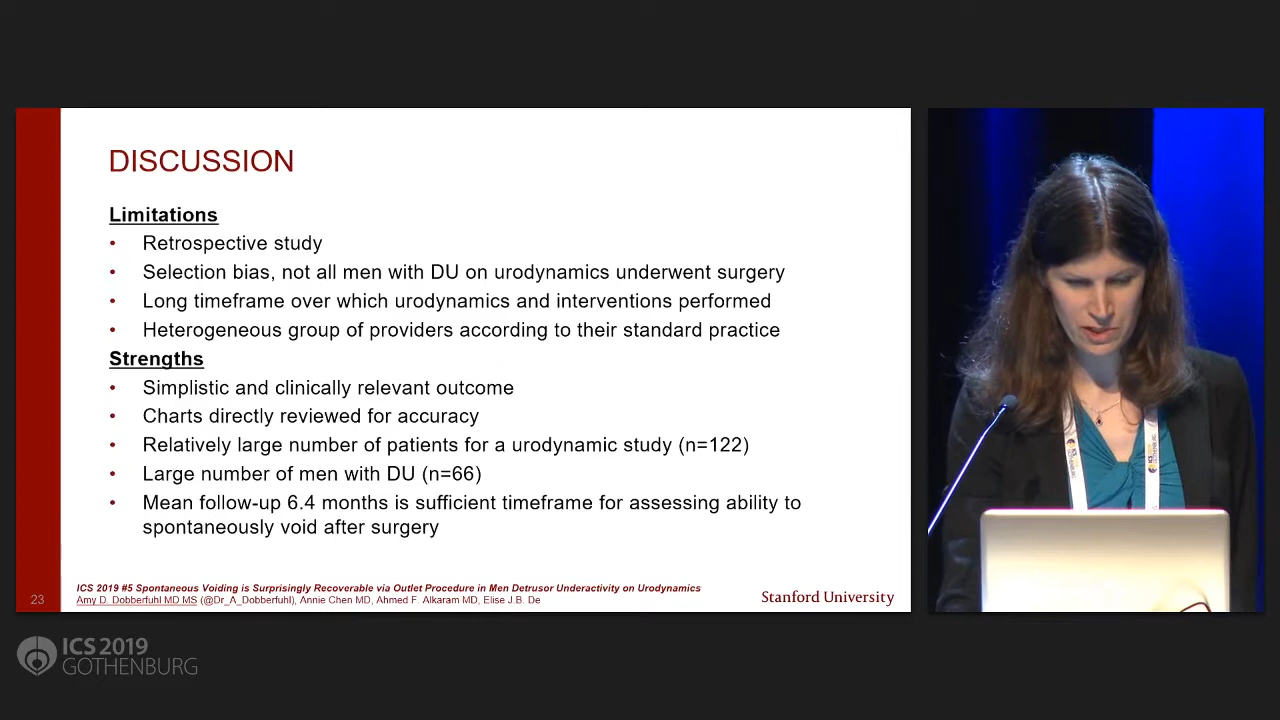 DISCUSSION
Limitations
• Retrospective study
• Selection bias, not all men with DU on urodynamics underwent surgery
• Long timeframe over which urodynamics and interventions performed
• Heterogeneous group of providers according to their standard practice
Strengths
• Simplistic and clinically relevant outcome
• Charts directly reviewed for accuracy
• Relatively large number of patients for a urodynamic study (n=122)
• Large number of men with DU (n=66)
• Mean follow-up 6.4 months is sufficient timeframe for assessing ability to
spontaneously void after surgery
23
ICS 2019 #5 Spontaneous Voiding is Surprisingly Recoverable via Outlet Procedure in Men Detrusor Underactivity on Urodynamics
Amy D. Dobberfuhl MD MS (@Dr_A_Dobberfuhl), Annie Chen MD, Ahmed F. Alkaram MD, Elise J.B. De
Stanford University
ICS 2019
GOTHENBURG